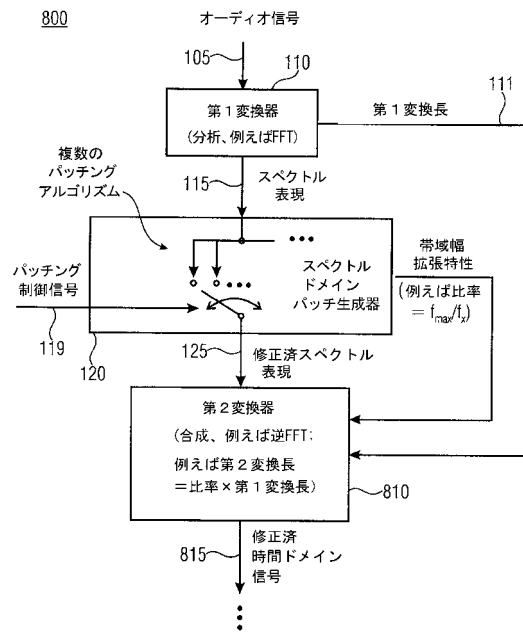 800
オーディオ信号
105
110
111
第1変換器
(分析、例えばFFT)
第1変換長
複数の
パッチング
アルゴリズム
115
スペクトル
表現
パッチング
制御信号
119
スペクトル
ドメイン
パッチ生成器
帯域幅
拡張特性
(例えば比率
= fmax/fx)
120
125
修正済スペクトル
表現
第2変換器
(合成、例えば逆FFT;
例えば第2変換長
=比率×第1変換長)
810
815
修正済
時間ドメイン
信号